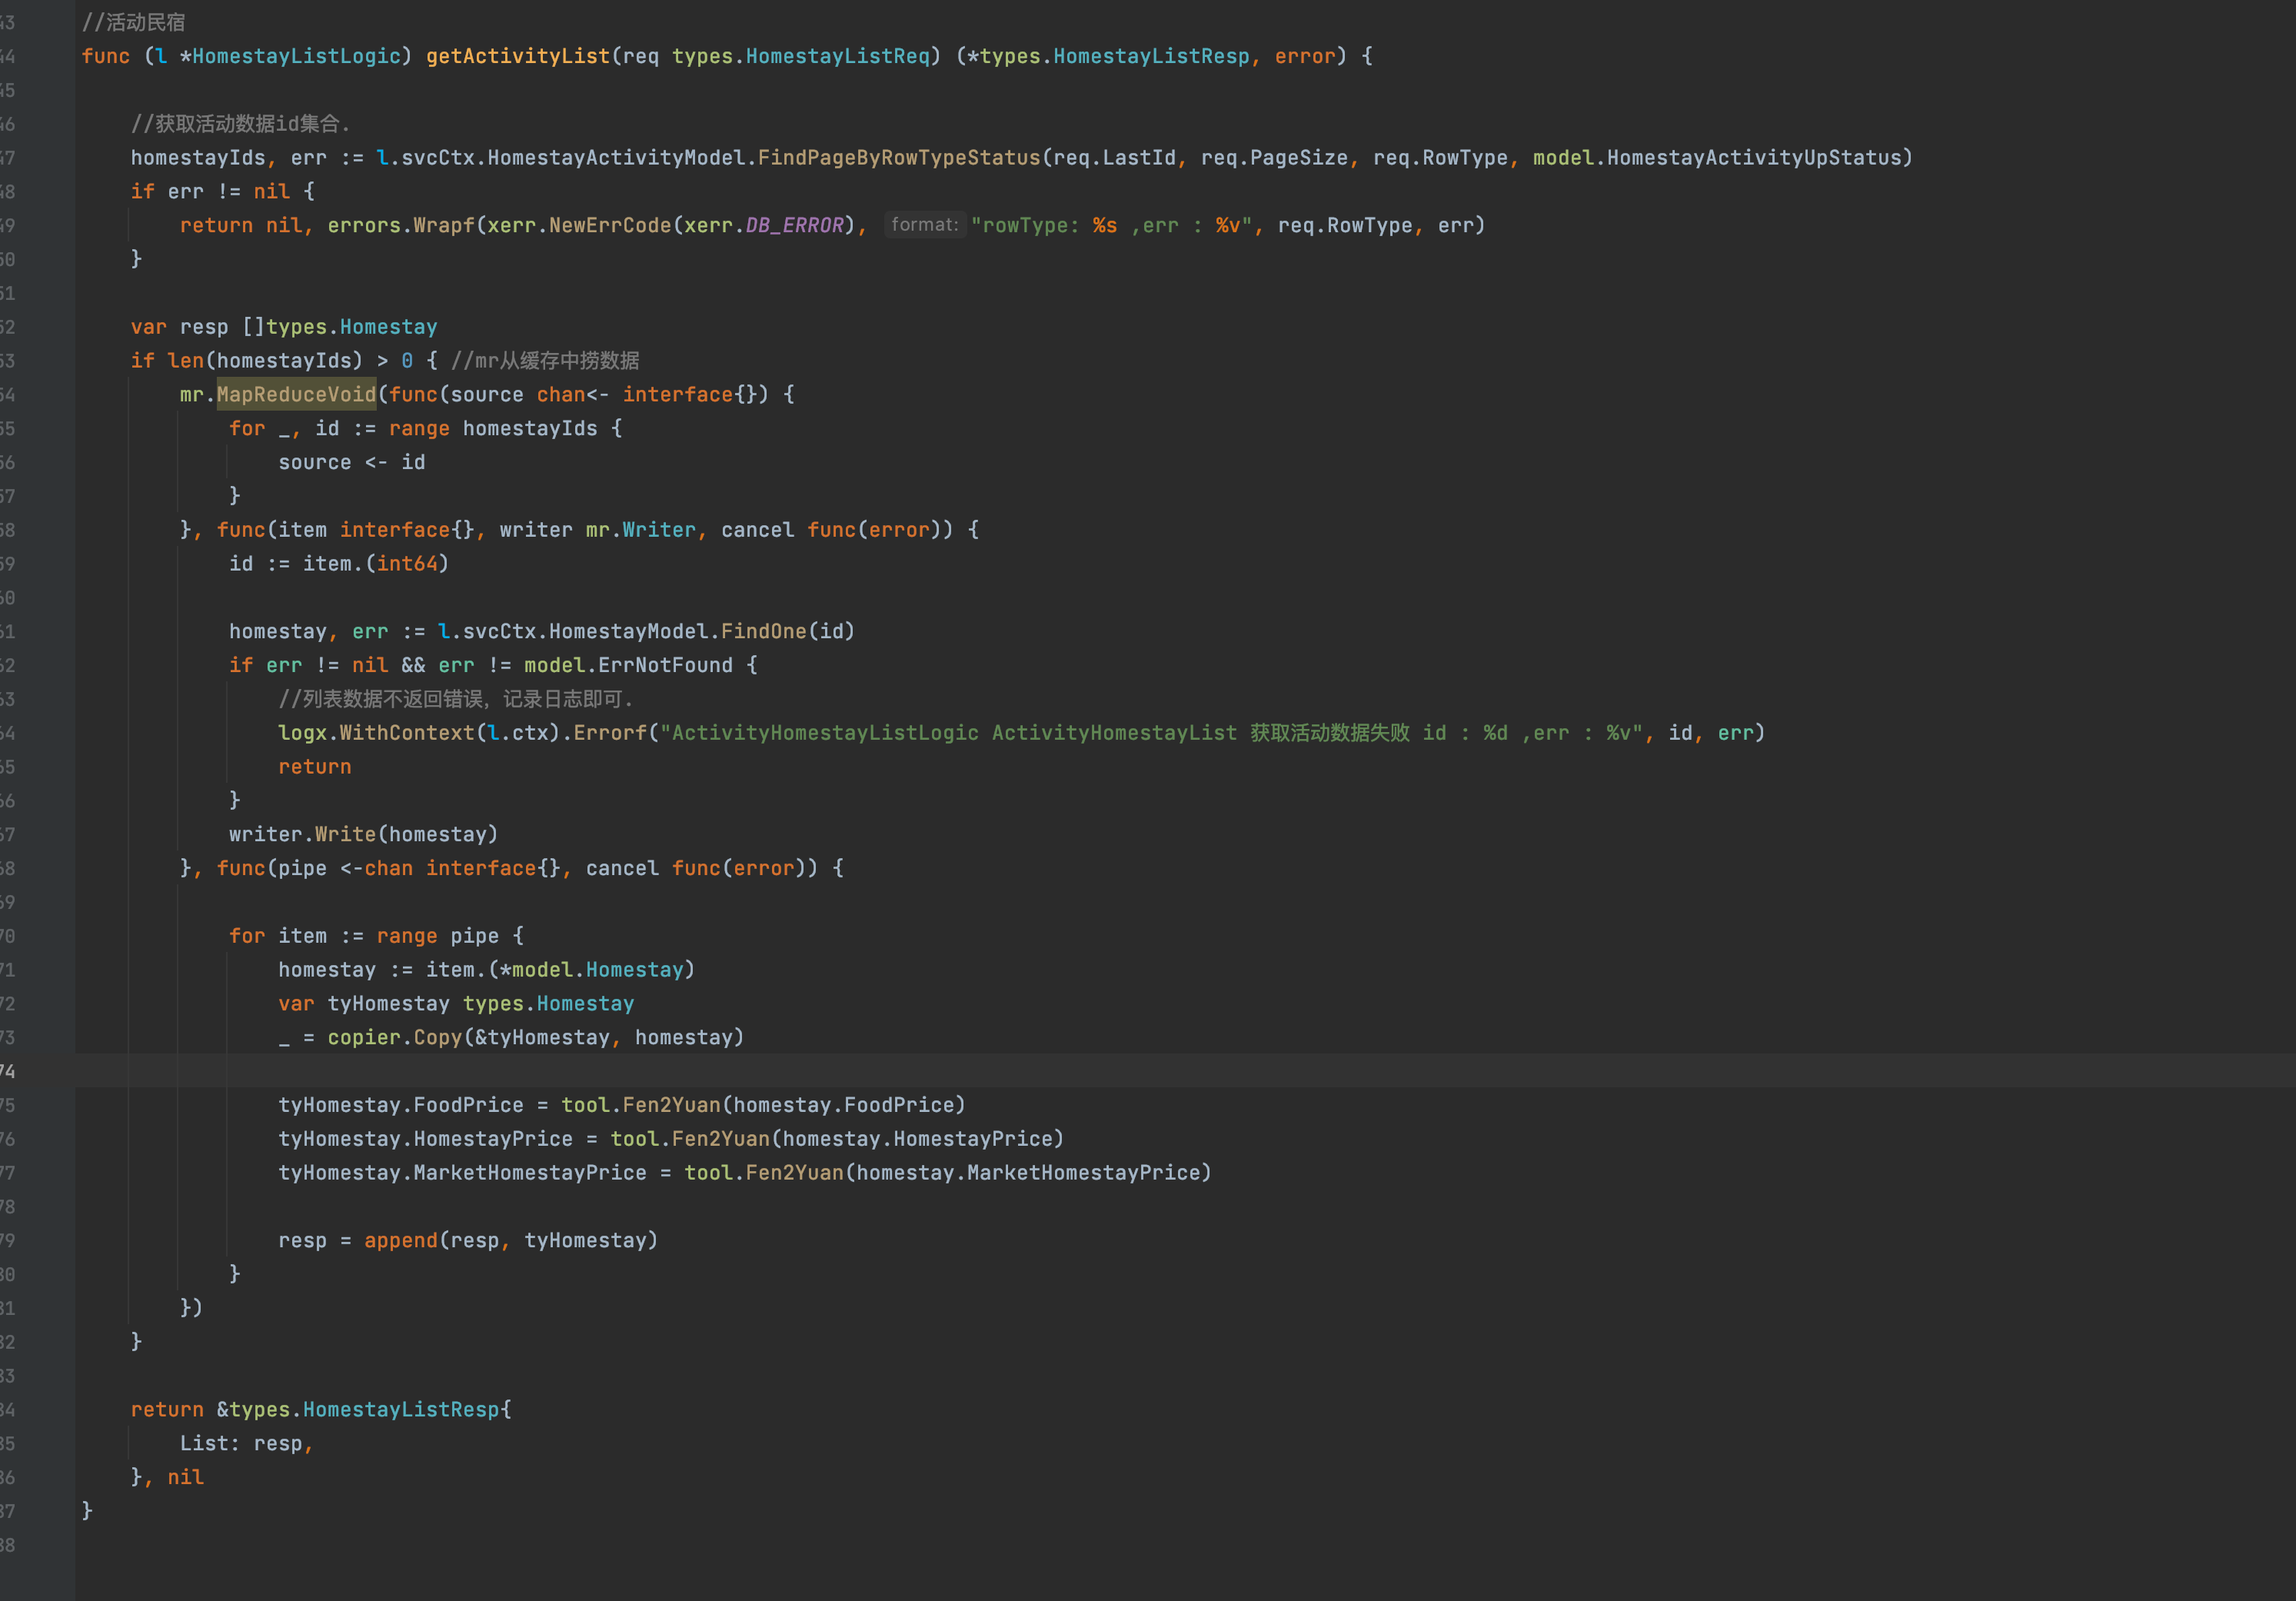 43 //活动民宿
44 func (l *HomestayListLogic) getActivityList(req types.HomestayListReq) (*types.HomestayListResp, error) {
45
46 //获取活动数据id集合.
47 homestayIds, err := l.svcCtx.HomestayActivityModel.FindPageByRowTypeStatus(req.LastId, req.PageSize, req.RowType, model.HomestayActivityUpStatus)
48 if err != nil {
49 return nil, errors.Wrapf(xerr.NewErrCode(xerr.DB_ERROR), format: "rowType: %s ,err : %v", req.RowType, err)
50 }
51
52 var resp []types.Homestay
53 if len(homestayIds) > 0 { //mr从缓存中捞数据
54 mr.MapReduceVoid(func(source chan<- interface{}) {
55 for _, id := range homestayIds {
56 source <- id
57 }
58 }, func(item interface{}, writer mr.Writer, cancel func(error)) {
59 id := item.(int64)
60
61 homestay, err := l.svcCtx.HomestayModel.FindOne(id)
62 if err != nil && err != model.ErrNotFound {
63 //列表数据不返回错误，记录日志即可.
64 logx.WithContext(l.ctx).Errorf("ActivityHomestayListLogic ActivityHomestayList 获取活动数据失败 id : %d ,err : %v", id, err)
65 return
66 }
67 writer.Write(homestay)
68 }, func(pipe <-chan interface{}, cancel func(error)) {
69
70 for item := range pipe {
71 homestay := item.(*model.Homestay)
72 var tyHomestay types.Homestay
73 _ = copier.Copy(&tyHomestay, homestay)
74
75 tyHomestay.FoodPrice = tool.Fen2Yuan(homestay.FoodPrice)
76 tyHomestay.HomestayPrice = tool.Fen2Yuan(homestay.HomestayPrice)
77 tyHomestay.MarketHomestayPrice = tool.Fen2Yuan(homestay.MarketHomestayPrice)
78
79 resp = append(resp, tyHomestay)
80 }
81 })
82 }
83
84 return &types.HomestayListResp{
85 List: resp,
86 }, nil
87 }
88